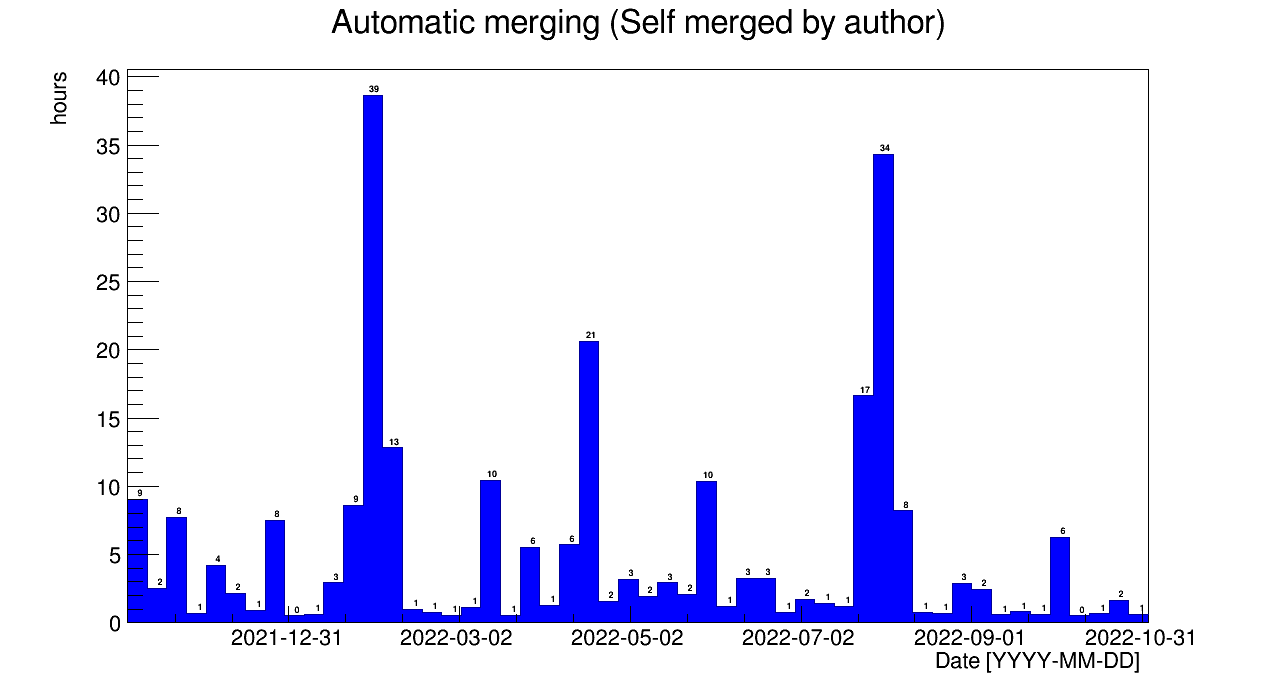 Automatic merging (Self merged by author)
hours
40
35
30
25
20
15
10
5
0
9 2 8 1 4 2 1 8 0 1 3 9 39 13 1 1 1 1 10 1 6 1 6 21 2 3 2 3 2 10 1 3 3 1 2 1 1 17 34 8 1 1 3 2 1 1 1 6 0 1 2 1
2021-12-31 2022-03-02 2022-05-02 2022-07-02 2022-09-01 2022-10-31
Date [YYYY-MM-DD]